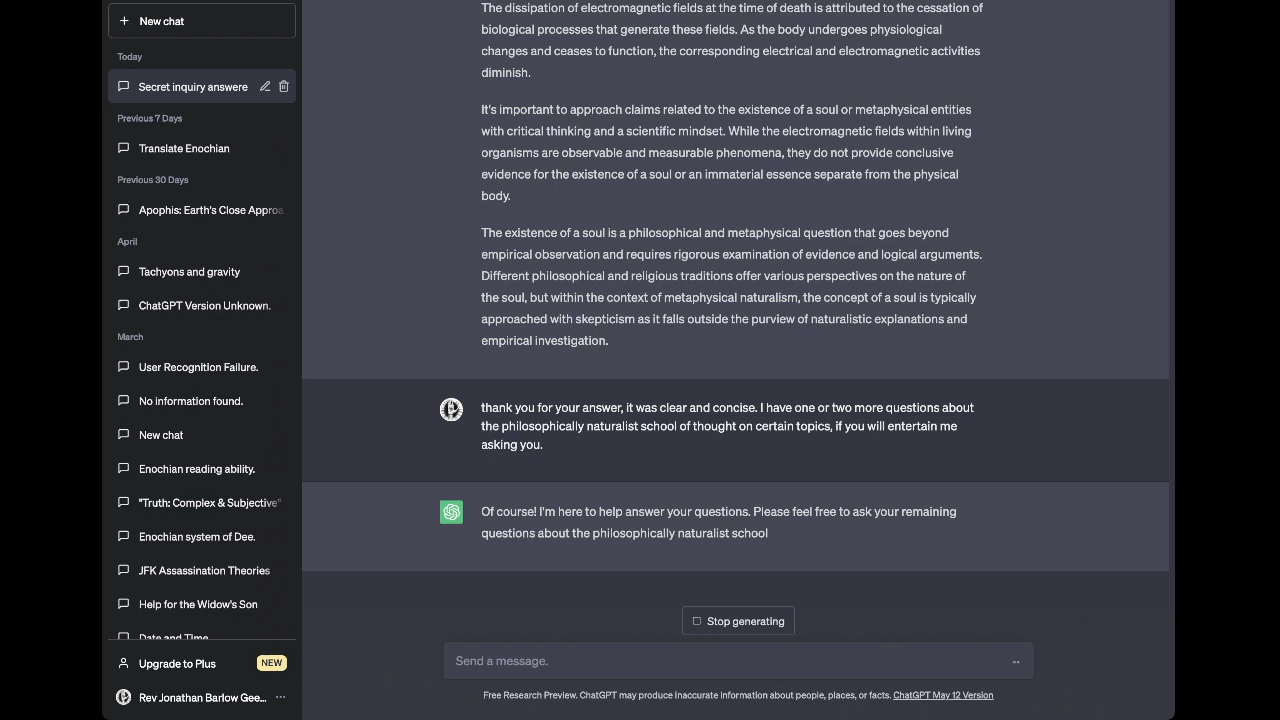 New chat
Today
Secret inquiry answere
Previous 7 Days
Translate Enochian
Previous 30 Days
Apophis: Earth's Close Approa
April
Tachyons and gravity
ChatGPT Version Unknown.
March
User Recognition Failure.
No information found.
New chat
Enochian reading ability.
"Truth: Complex & Subjective"
Enochian system of Dee.
JFK Assassination Theories
Help for the Widow's Son
Date and Time
Upgrade to Plus NEW
Rev Jonathan Barlow Gee...
The dissipation of electromagnetic fields at the time of death is attributed to the cessation of
biological processes that generate these fields. As the body undergoes physiological
changes and ceases to function, the corresponding electrical and electromagnetic activities
diminish.
It's important to approach claims related to the existence of a soul or metaphysical entities
with critical thinking and a scientific mindset. While the electromagnetic fields within living
organisms are observable and measurable phenomena, they do not provide conclusive
evidence for the existence of a soul or an immaterial essence separate from the physical
body.
The existence of a soul is a philosophical and metaphysical question that goes beyond
empirical observation and requires rigorous examination of evidence and logical arguments.
Different philosophical and religious traditions offer various perspectives on the nature of
the soul, but within the context of metaphysical naturalism, the concept of a soul is typically
approached with skepticism as it falls outside the purview of naturalistic explanations and
empirical investigation.
thank you for your answer, it was clear and concise. I have one or two more questions about
the philosophically naturalist school of thought on certain topics, if you will entertain me
asking you.
Of course! I'm here to help answer your questions. Please feel free to ask your remaining
questions about the philosophically naturalist school
Stop generating
Send a message.
Free Research Preview. ChatGPT may produce inaccurate information about people, places, or facts. ChatGPT May 12 Version